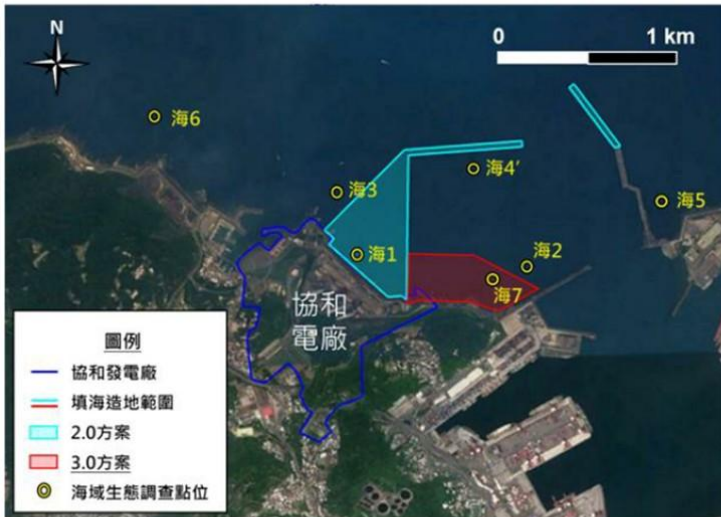 N
0 1 km
海6
海3
海4'
海5
海1
海2
海7
協和
電廠
圖例
協和發電廠
填海造地範圍
2.0方案
3.0方案
海域生態調查點位